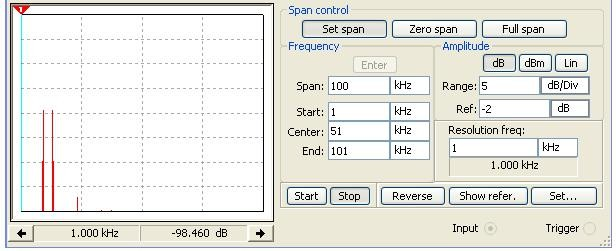 1
1.000 kHz -98.460 dB
Span control
Set span Zero span Full span
Frequency
Enter
Span: 100 kHz
Start: 1 kHz
Center: 51 kHz
End: 101 kHz
Amplitude
dB dBm Lin
Range: 5 dB/Div
Ref: -2 dB
Resolution freq:
1 kHz
1.000 kHz
Start Stop Reverse Show refer. Set...
Input Trigger